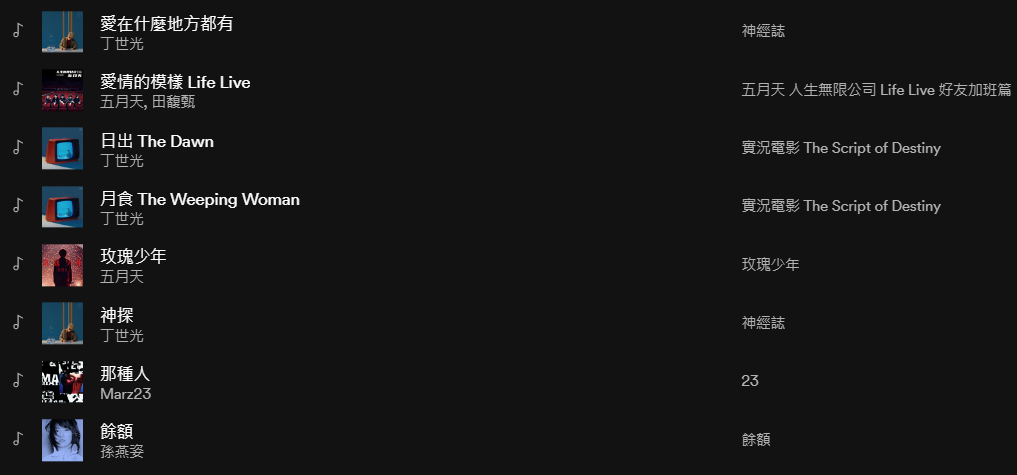 愛在什麼地方都有
丁世光
神經誌
愛情的模樣 Life Live
五月天, 田馥甄
五月天 人生無限公司 Life Live 好友加班篇
日出 The Dawn
丁世光
實況電影 The Script of Destiny
月食 The Weeping Woman
丁世光
實況電影 The Script of Destiny
玫瑰少年
五月天
玫瑰少年
神探
丁世光
神經誌
那種人
Marz23
23
餘額
孫燕姿
餘額